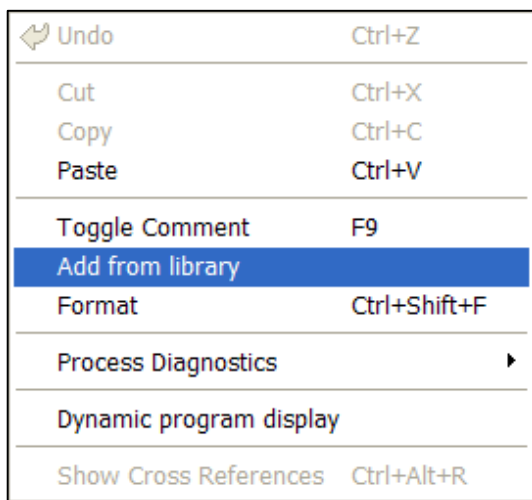 Undo Ctrl+Z
Cut Ctrl+X
Copy Ctrl+C
Paste Ctrl+V
Toggle Comment F9
Add from library
Format Ctrl+Shift+F
Process Diagnostics
Dynamic program display
Show Cross References Ctrl+Alt+R